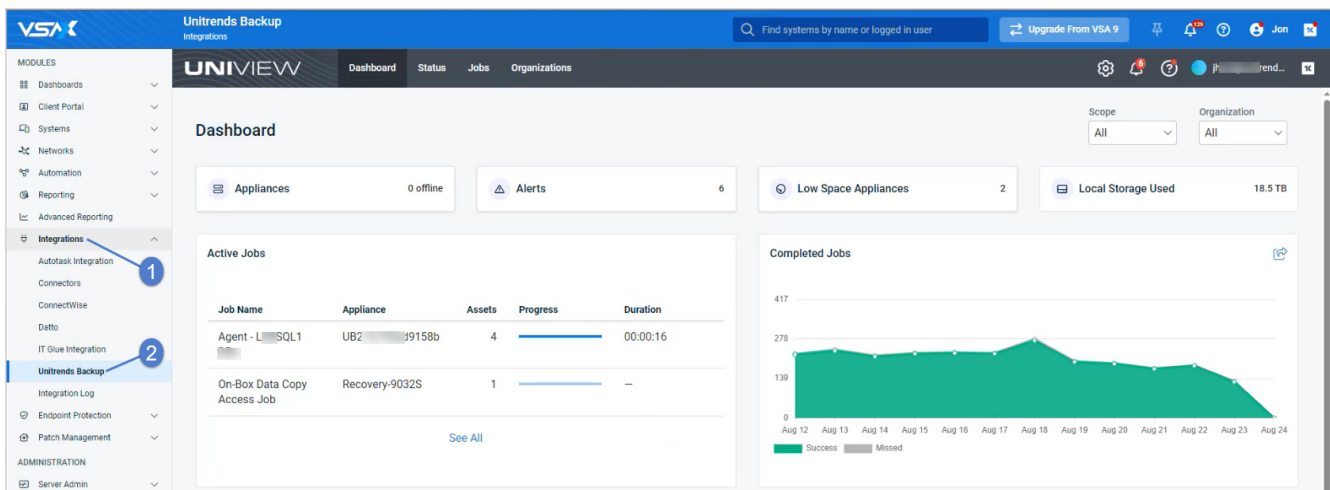 VSAX
Unitrends Backup
Integrations
Find systems by name or logged in user
Upgrade From VSA 9
129
Jon
MODULES
Dashboards
Client Portal
Systems
Networks
Automation
Reporting
Advanced Reporting
Integrations
Autotask Integration
Connectors
ConnectWise
Datto
IT Glue Integration
Unitrends Backup
Integration Log
Endpoint Protection
Patch Management
ADMINISTRATION
Server Admin
1
2
UNIVIEW
Dashboard Status Jobs Organizations
6
Dashboard
Scope
All
Organization
All
Appliances 0 offline
Alerts 6
Low Space Appliances 2
Local Storage Used 18.5 TB
Active Jobs
Job Name Appliance Assets Progress Duration
Agent - L SQL1 UB2 d9158b 4 00:00:16
On-Box Data Copy Recovery-9032S 1 —
Access Job
See All
Completed Jobs
417
278
139
0
Aug 12 Aug 13 Aug 14 Aug 15 Aug 16 Aug 17 Aug 18 Aug 19 Aug 20 Aug 21 Aug 22 Aug 23 Aug 24
Success Missed